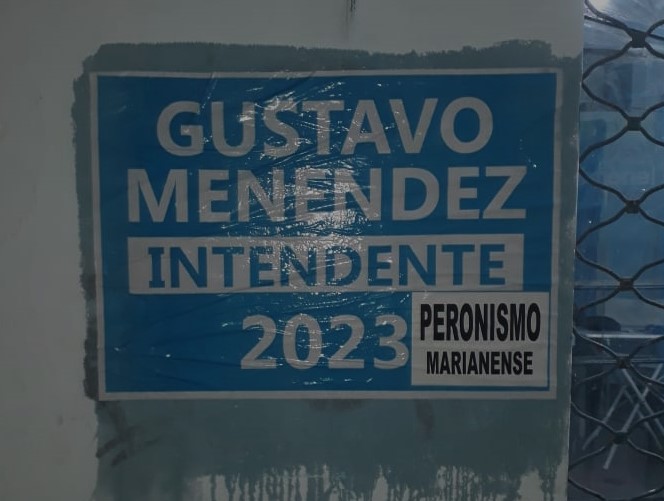 GUSTAVO
MENENDEZ
INTENDENTE
2023
PERONISMO
MARIANENSE